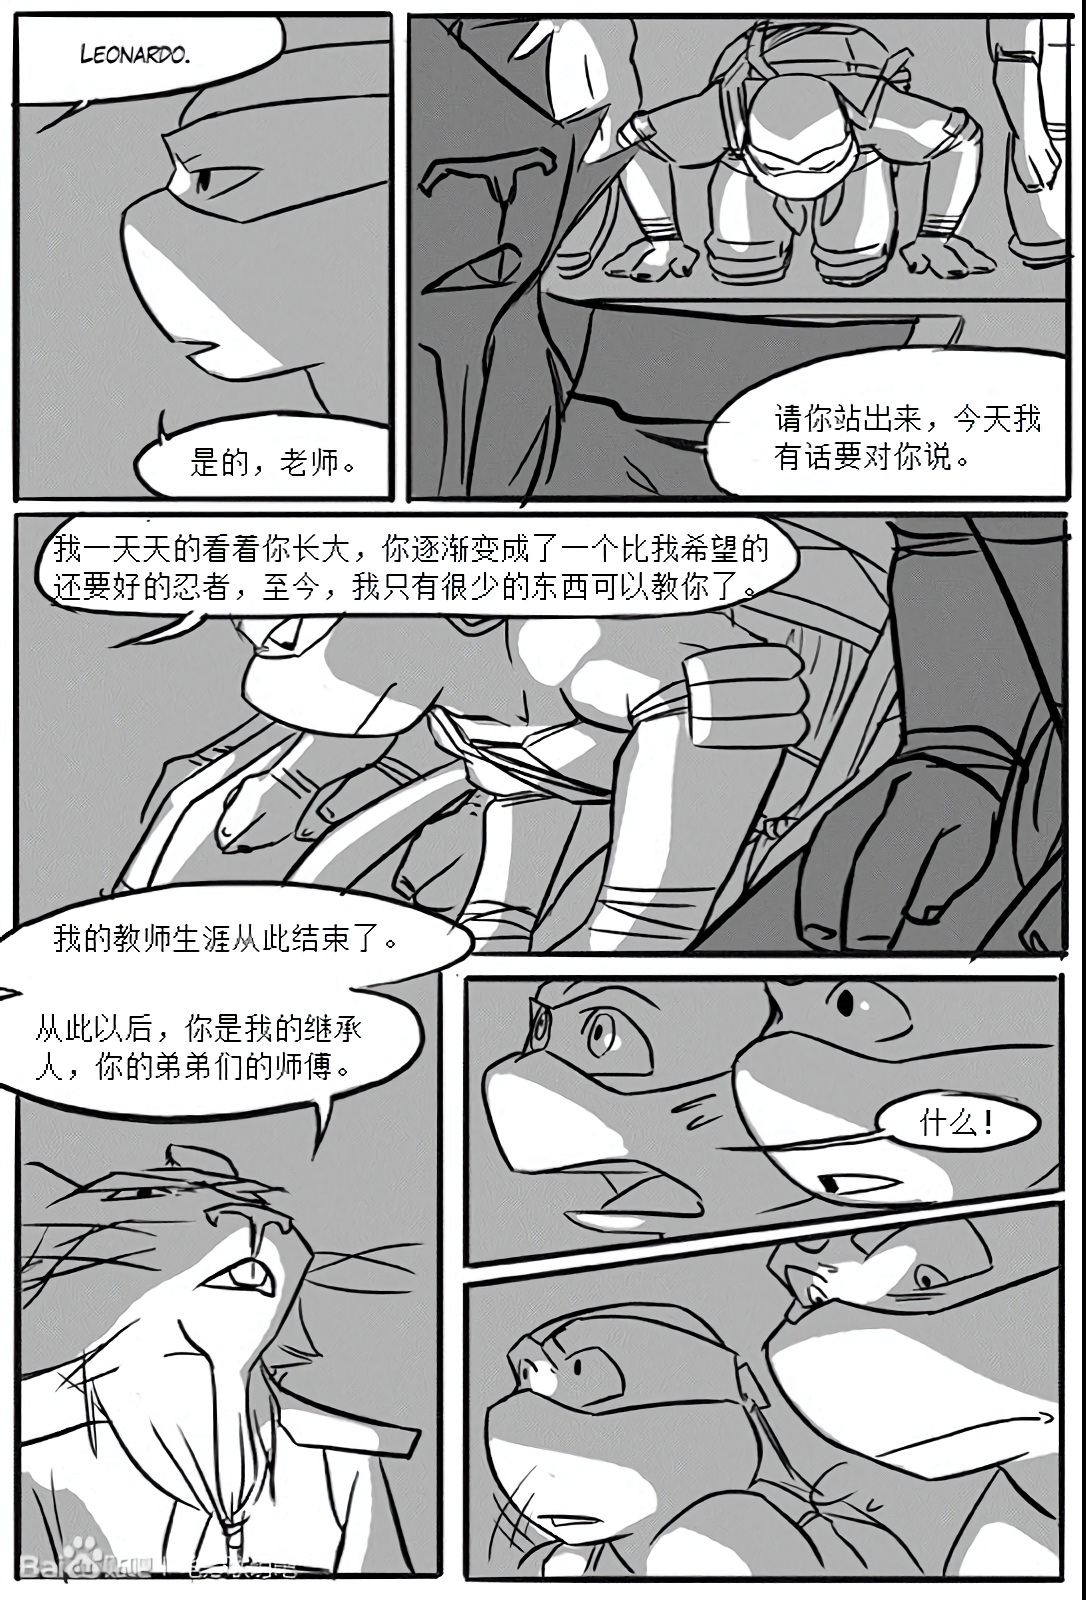 LEONARDO.
是的，老师。
请你站出来，今天我
有话要对你说。
我一天天的看着你长大，你逐渐变成了一个比我希望的
还要好的忍者，至今，我只有很少的东西可以教你了。
我的教师生涯从此结束了。
从此以后，你是我的继承
人，你的弟弟们的师傅。
什么！
Bai 贴吧